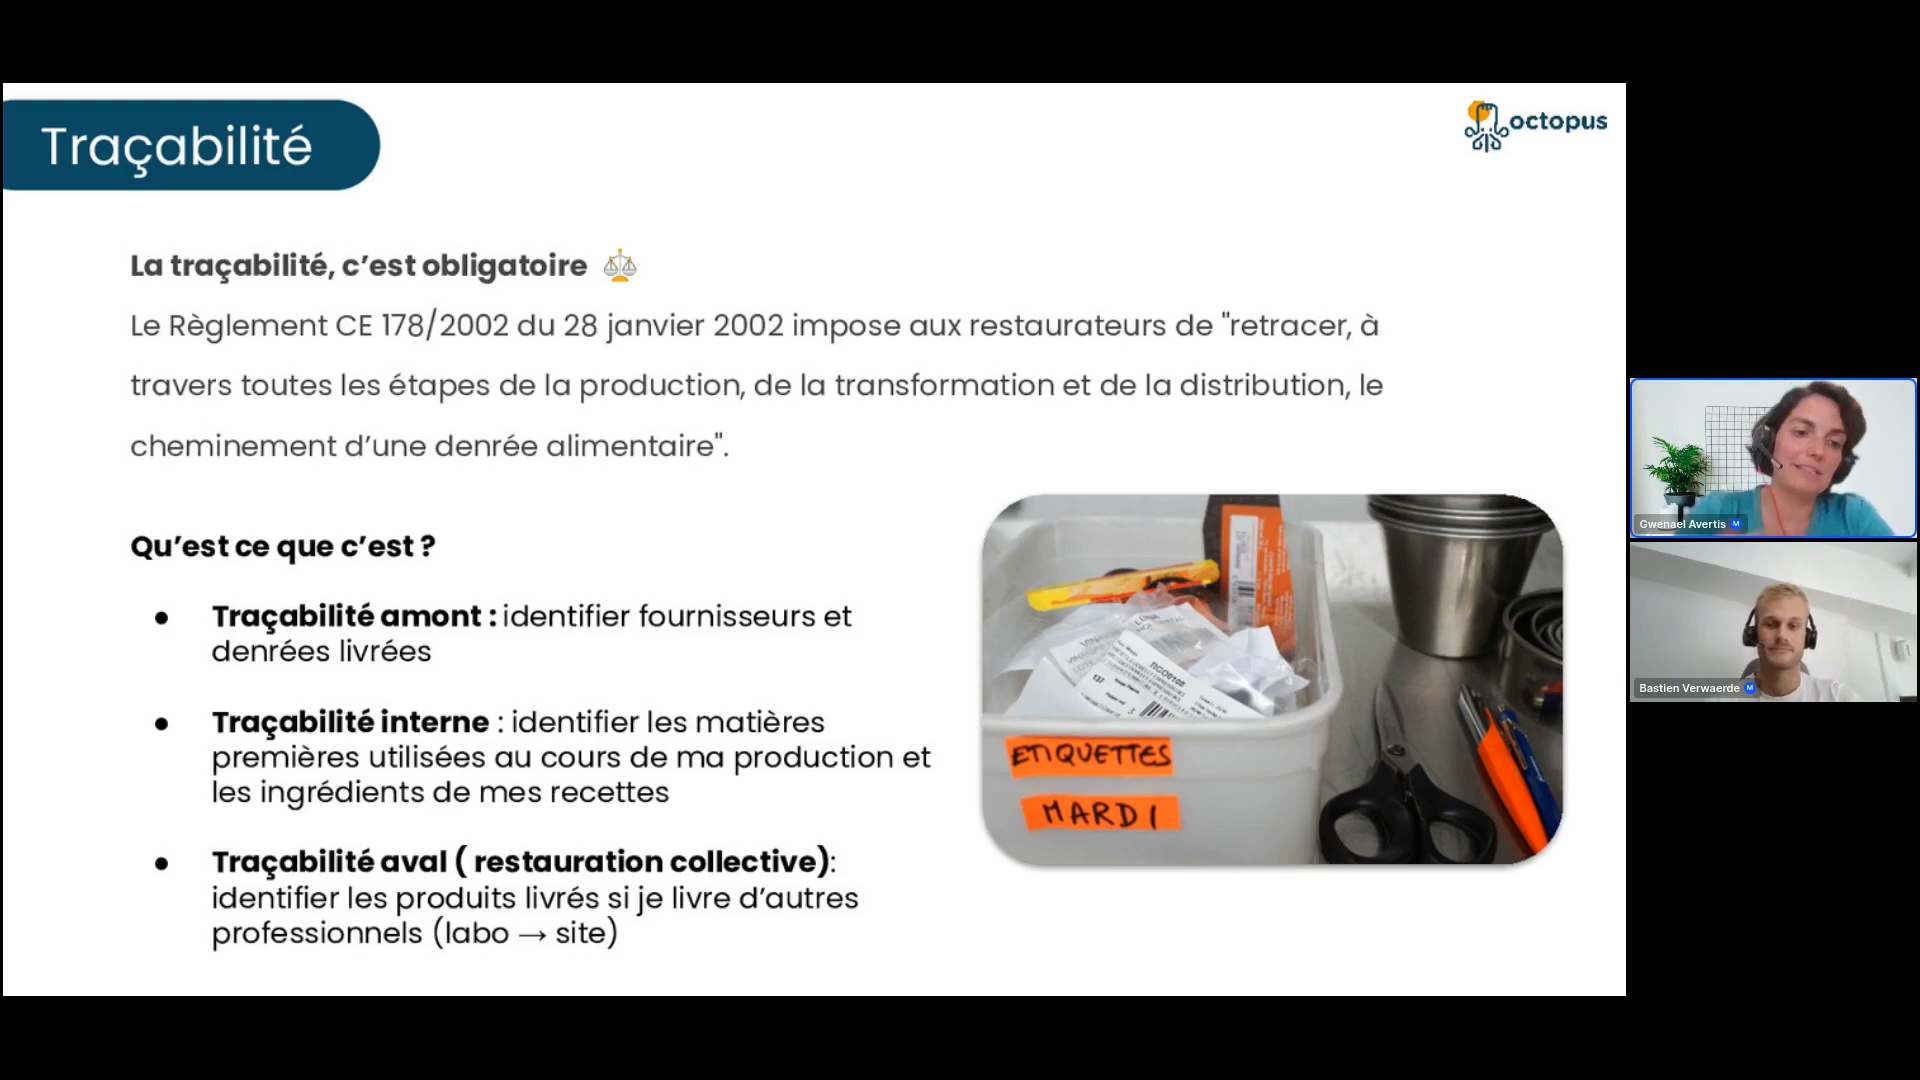 Traçabilité
octopus
La traçabilité, c’est obligatoire
Le Règlement CE 178/2002 du 28 janvier 2002 impose aux restaurateurs de "retracer, à
travers toutes les étapes de la production, de la transformation et de la distribution, le
cheminement d’une denrée alimentaire".
Qu’est ce que c’est ?
● Traçabilité amont : identifier fournisseurs et
denrées livrées
● Traçabilité interne : identifier les matières
premières utilisées au cours de ma production et
les ingrédients de mes recettes
● Traçabilité aval ( restauration collective):
identifier les produits livrés si je livre d’autres
professionnels (labo → site)
RCO0108
137
ETIQUETTES
MARDI
Gwenael Avertis M
Bastien Verwaerde M